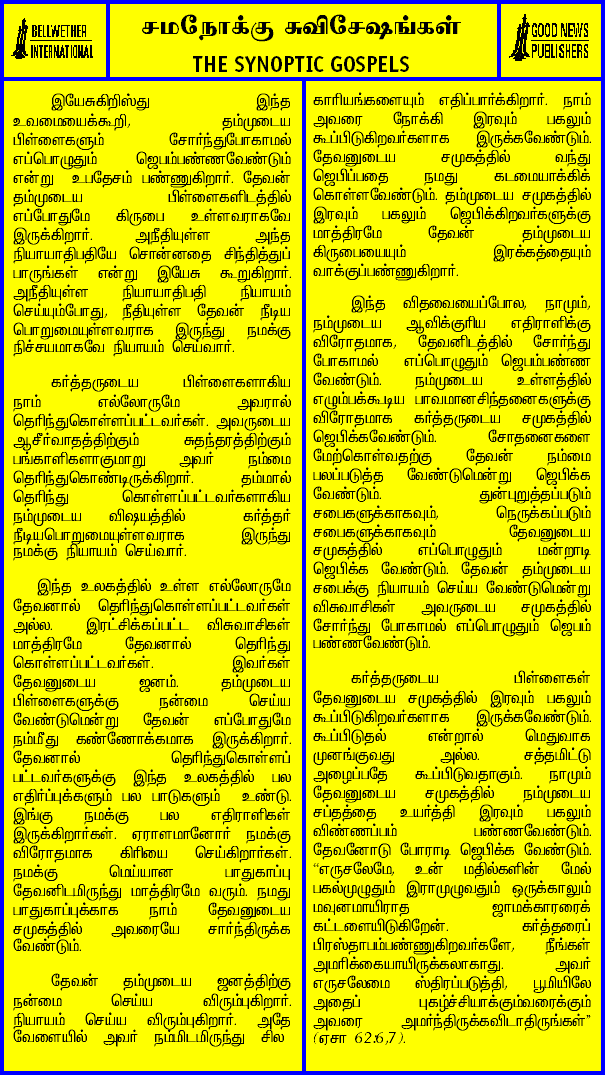 BELLWETHER
INTERNATIONAL
சமநோக்கு சுவிசேஷங்கள்
THE SYNOPTIC GOSPELS
GOOD NEWS
PUBLISHERS
இயேசுகிறிஸ்து இந்த
உவமையைக்கூறி, தம்முடைய
பிள்ளைகளும் சோர்ந்துபோகாமல்
எப்பொழுதும் ஜெபம்பண்ணவேண்டும்
என்று உபதேசம் பண்ணுகிறார். தேவன்
தம்முடைய பிள்ளைகளிடத்தில்
எப்போதுமே கிருபை உள்ளவராகவே
இருக்கிறார். அநீதியுள்ள அந்த
நியாயாதிபதியே சொன்னதை சிந்தித்துப்
பாருங்கள் என்று இயேசு கூறுகிறார்.
அநீதியுள்ள நியாயாதிபதி நியாயம்
செய்யும்போது, நீதியுள்ள தேவன் நீடிய
பொறுமையுள்ளவராக இருந்து நமக்கு
நிச்சயமாகவே நியாயம் செய்வார்.
கர்த்தருடைய பிள்ளைகளாகிய
நாம் எல்லோருமே அவரால்
தெரிந்துகொள்ளப்பட்டவர்கள். அவருடைய
ஆசீர்வாதத்திற்கும் சுதந்தரத்திற்கும்
பங்காளிகளாகுமாறு அவர் நம்மை
தெரிந்துகொண்டிருக்கிறார். தம்மால்
தெரிந்து கொள்ளப்பட்டவர்களாகிய
நம்முடைய விஷயத்தில் கர்த்தர்
நீடியபொறுமையுள்ளவராக இருந்து
நமக்கு நியாயம் செய்வார்.
இந்த உலகத்தில் உள்ள எல்லோருமே
தேவனால் தெரிந்துகொள்ளப்பட்டவர்கள்
அல்ல. இரட்சிக்கப்பட்ட விசுவாசிகள்
மாத்திரமே தேவனால் தெரிந்து
கொள்ளப்பட்டவர்கள். இவர்கள்
தேவனுடைய ஜனம். தம்முடைய
பிள்ளைகளுக்கு நன்மை செய்ய
வேண்டுமென்று தேவன் எப்போதுமே
நம்மீது கண்ணோக்கமாக இருக்கிறார்.
தேவனால் தெரிந்துகொள்ளப்
பட்டவர்களுக்கு இந்த உலகத்தில் பல
எதிர்ப்புக்களும் பல பாடுகளும் உண்டு.
இங்கு நமக்கு பல எதிராளிகள்
இருக்கிறார்கள். ஏராளமானோர் நமக்கு
விரோதமாக கிரியை செய்கிறார்கள்.
நமக்கு மெய்யான பாதுகாப்பு
தேவனிடமிருந்து மாத்திரமே வரும். நமது
பாதுகாப்புக்காக நாம் தேவனுடைய
சமுகத்தில் அவரையே சார்ந்திருக்க
வேண்டும்.
தேவன் தம்முடைய ஜனத்திற்கு
நன்மை செய்ய விரும்புகிறார்.
நியாயம் செய்ய விரும்புகிறார். அதே
வேளையில் அவர் நம்மிடமிருந்து சில
காரியங்களையும் எதிப்பார்க்கிறார். நாம்
அவரை நோக்கி இரவும் பகலும்
கூப்பிடுகிறவர்களாக இருக்கவேண்டும்.
தேவனுடைய சமுகத்தில் வந்து
ஜெபிப்பதை நமது கடமையாக்கிக்
கொள்ளவேண்டும். தம்முடைய சமுகத்தில்
இரவும் பகலும் ஜெபிக்கிறவர்களுக்கு
மாத்திரமே தேவன் தம்முடைய
கிருபையையும் இரக்கத்தையும்
வாக்குப்பண்ணுகிறார்.
இந்த விதவையைப்போல, நாமும்,
நம்முடைய ஆவிக்குரிய எதிராளிக்கு
விரோதமாக, தேவனிடத்தில் சோர்ந்து
போகாமல் எப்பொழுதும் ஜெபம்பண்ண
வேண்டும். நம்முடைய உள்ளத்தில்
எழும்பக்கூடிய பாவமானசிந்தனைகளுக்கு
விரோதமாக கர்த்தருடைய சமுகத்தில்
ஜெபிக்கவேண்டும். சோதனைகளை
மேற்கொள்வதற்கு தேவன் நம்மை
பலப்படுத்த வேண்டுமென்று ஜெபிக்க
வேண்டும். துன்புறுத்தப்படும்
சபைகளுக்காகவும், நெருக்கப்படும்
சபைகளுக்காகவும் தேவனுடைய
சமுகத்தில் எப்பொழுதும் மன்றாடி
ஜெபிக்க வேண்டும். தேவன் தம்முடைய
சபைக்கு நியாயம் செய்ய வேண்டுமென்று
விசுவாசிகள் அவருடைய சமுகத்தில்
சோர்ந்து போகாமல் எப்பொழுதும் ஜெபம்
பண்ணவேண்டும்.
கர்த்தருடைய பிள்ளைகள்
தேவனுடைய சமுகத்தில் இரவும் பகலும்
கூப்பிடுகிறவர்களாக இருக்கவேண்டும்.
கூப்பிடுதல் என்றால் மெதுவாக
முனங்குவது அல்ல. சத்தமிட்டு
அழைப்பதே கூப்பிடுவதாகும். நாமும்
தேவனுடைய சமுகத்தில் நம்முடைய
சப்தத்தை உயர்த்தி இரவும் பகலும்
விண்ணப்பம் பண்ணவேண்டும்.
தேவனோடு போராடி ஜெபிக்க வேண்டும்.
“எருசலேமே, உன் மதில்களின் மேல்
பகல்முழுதும் இராமுழுவதும் ஒருக்காலும்
மவுனமாயிராத ஜாமக்காரரைக்
கட்டளையிடுகிறேன். கர்த்தரைப்
பிரஸ்தாபம்பண்ணுகிறவர்களே, நீங்கள்
அமரிக்கையாயிருக்கலாகாது. அவர்
எருசலேமை ஸ்திரப்படுத்தி, பூமியிலே
அதைப் புகழ்ச்சியாக்கும்வரைக்கும்
அவரை அமர்ந்திருக்கவிடாதிருங்கள்”
(ஏசா 62:6,7).